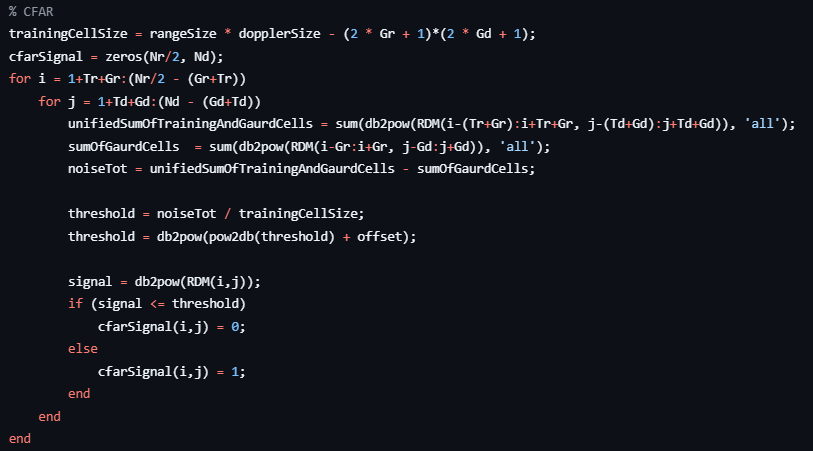 % CFAR
trainingCellSize = rangeSize * dopplerSize - (2 * Gr + 1)*(2 * Gd + 1);
cfarSignal = zeros(Nr/2, Nd);
for i = 1+Tr+Gr:(Nr/2 - (Gr+Tr))
    for j = 1+Td+Gd:(Nd - (Gd+Td))
        unifiedSumOfTrainingAndGaurdCells = sum(db2pow(RDM(i-(Tr+Gr):i+Tr+Gr, j-(Td+Gd):j+Td+Gd)), 'all');
        sumOfGaurdCells  = sum(db2pow(RDM(i-Gr:i+Gr, j-Gd:j+Gd)), 'all');
        noiseTot = unifiedSumOfTrainingAndGaurdCells - sumOfGaurdCells;

        threshold = noiseTot / trainingCellSize;
        threshold = db2pow(pow2db(threshold) + offset);

        signal = db2pow(RDM(i,j));
        if (signal <= threshold)
            cfarSignal(i,j) = 0;
        else
            cfarSignal(i,j) = 1;
        end
    end
end